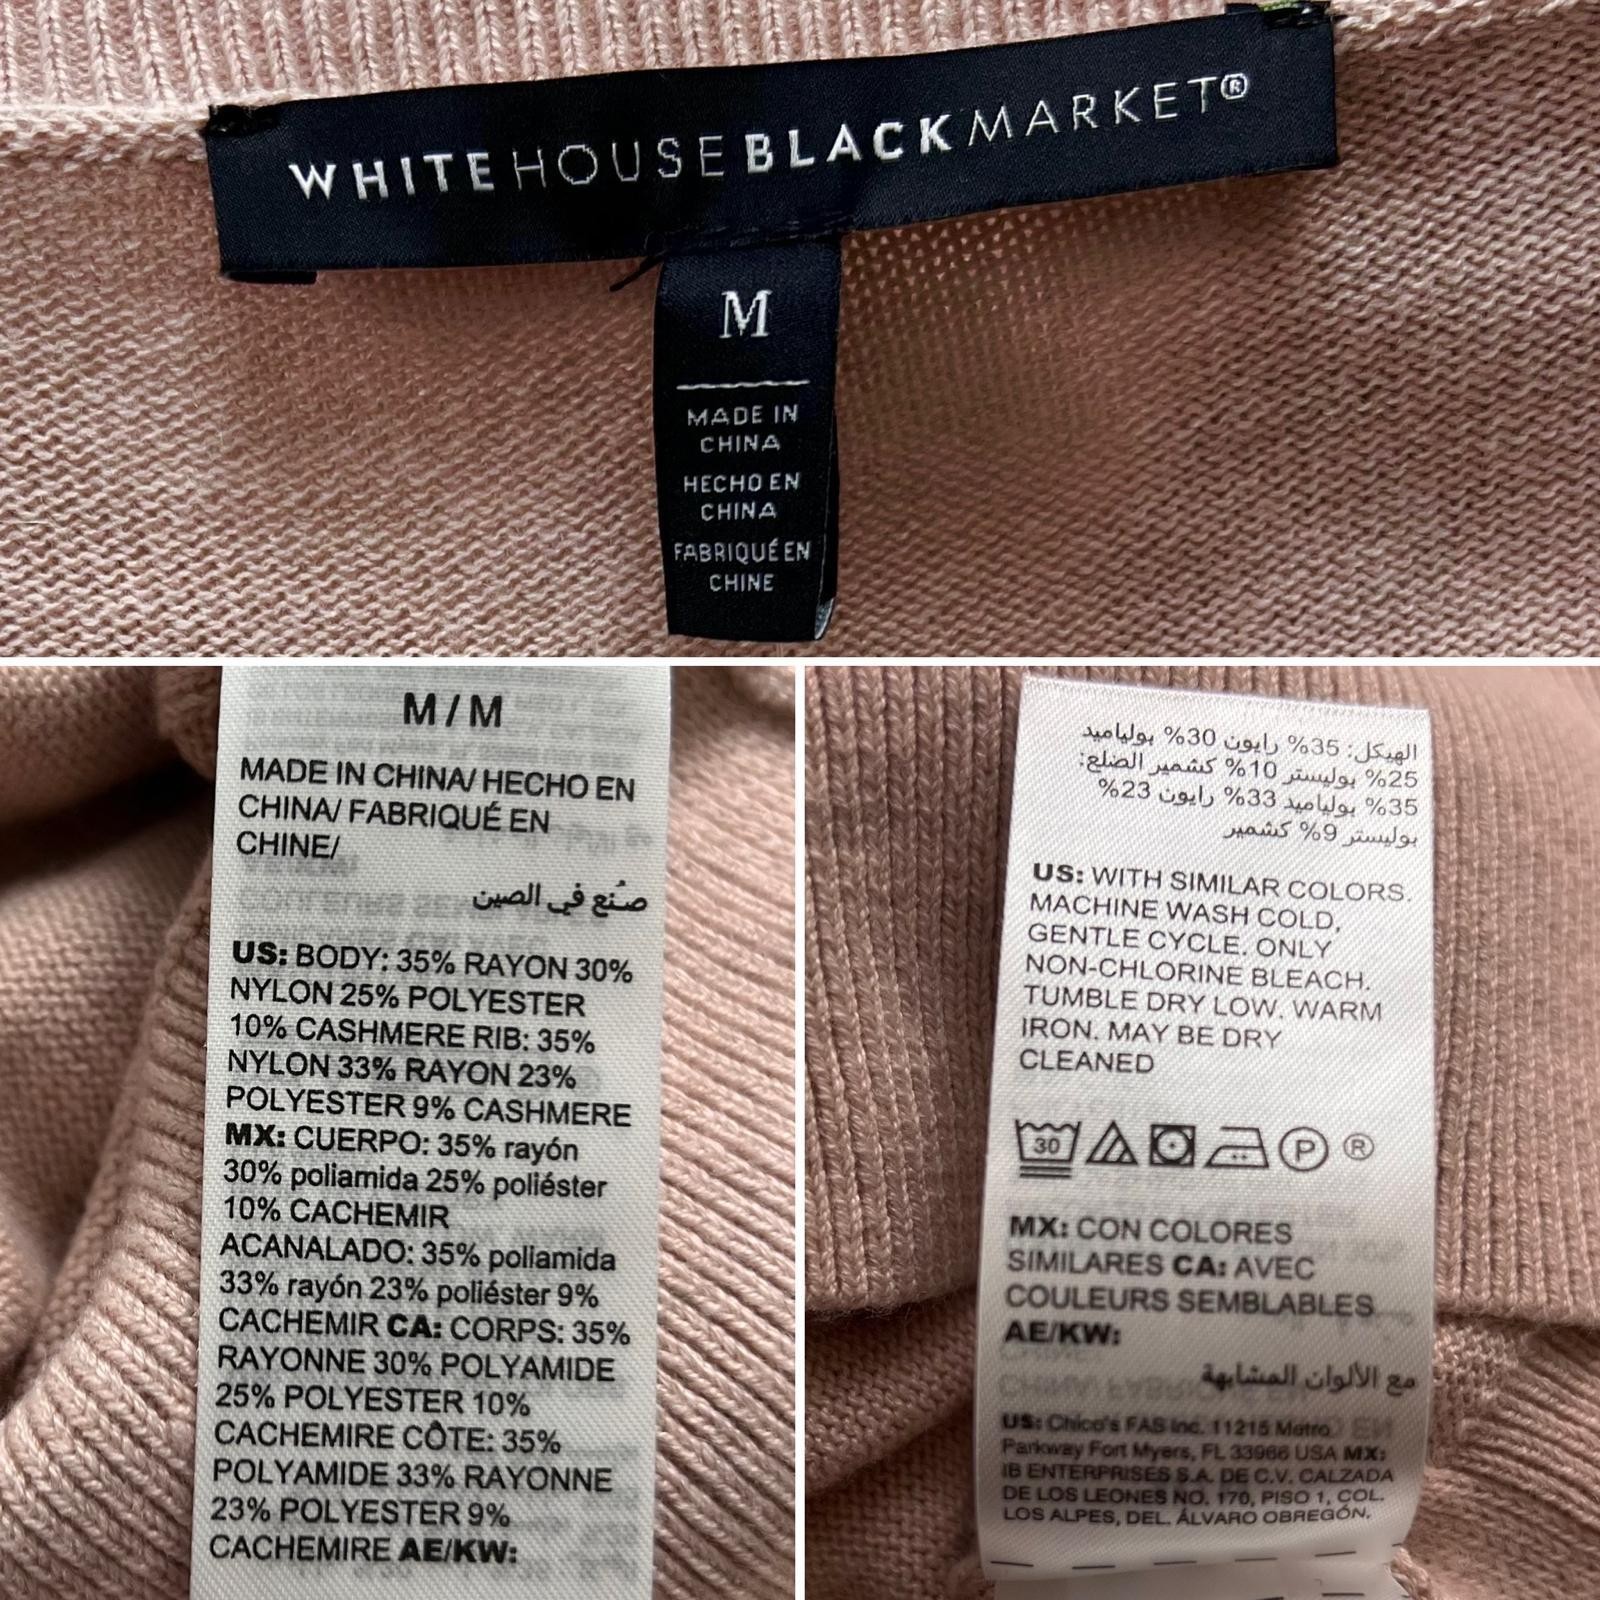 WHITEHOUSEBLACKMARKET®
M
MADE IN
CHINA
HECHO EN
CHINA
FABRIQUÉ EN
CHINE
M / M
MADE IN CHINA/ HECHO EN
CHINA/ FABRIQUÉ EN
CHINE/
صُنع في الصين
US: BODY: 35% RAYON 30%
NYLON 25% POLYESTER
10% CASHMERE RIB: 35%
NYLON 33% RAYON 23%
POLYESTER 9% CASHMERE
MX: CUERPO: 35% rayón
30% poliamida 25% poliéster
10% CACHEMIR
ACANALADO: 35% poliamida
33% rayón 23% poliéster 9%
CACHEMIR CA: CORPS: 35%
RAYONNE 30% POLYAMIDE
25% POLYESTER 10%
CACHEMIRE CÔTE: 35%
POLYAMIDE 33% RAYONNE
23% POLYESTER 9%
CACHEMIRE AE/KW:
الهيكل: 35% رايون 30% بولياميد
25% بوليستر 10% كشمير الضلع:
35% بولياميد 33% رايون 23%
بوليستر 9% كشمير
US: WITH SIMILAR COLORS.
MACHINE WASH COLD,
GENTLE CYCLE. ONLY
NON-CHLORINE BLEACH.
TUMBLE DRY LOW. WARM
IRON. MAY BE DRY
CLEANED
30 P ®
MX: CON COLORES
SIMILARES CA: AVEC
COULEURS SEMBLABLES
AE/KW:
مع الألوان المشابهة
US: Chico's FAS Inc. 11215 Metro
Parkway Fort Myers, FL 33966 USA MX:
IB ENTERPRISES S.A. DE C.V. CALZADA
DE LOS LEONES NO. 170, PISO 1, COL.
LOS ALPES, DEL. ÁLVARO OBREGÓN.